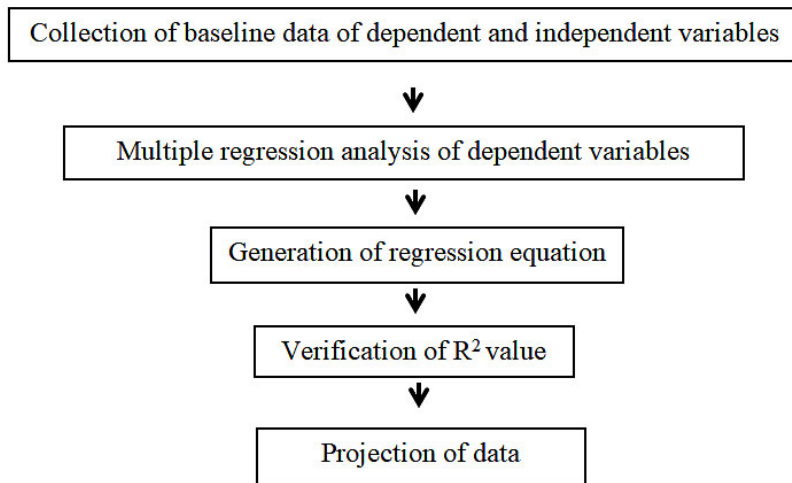 Collection of baseline data of dependent and independent variables
Multiple regression analysis of dependent variables
Generation of regression equation
Verification of R² value
Projection of data